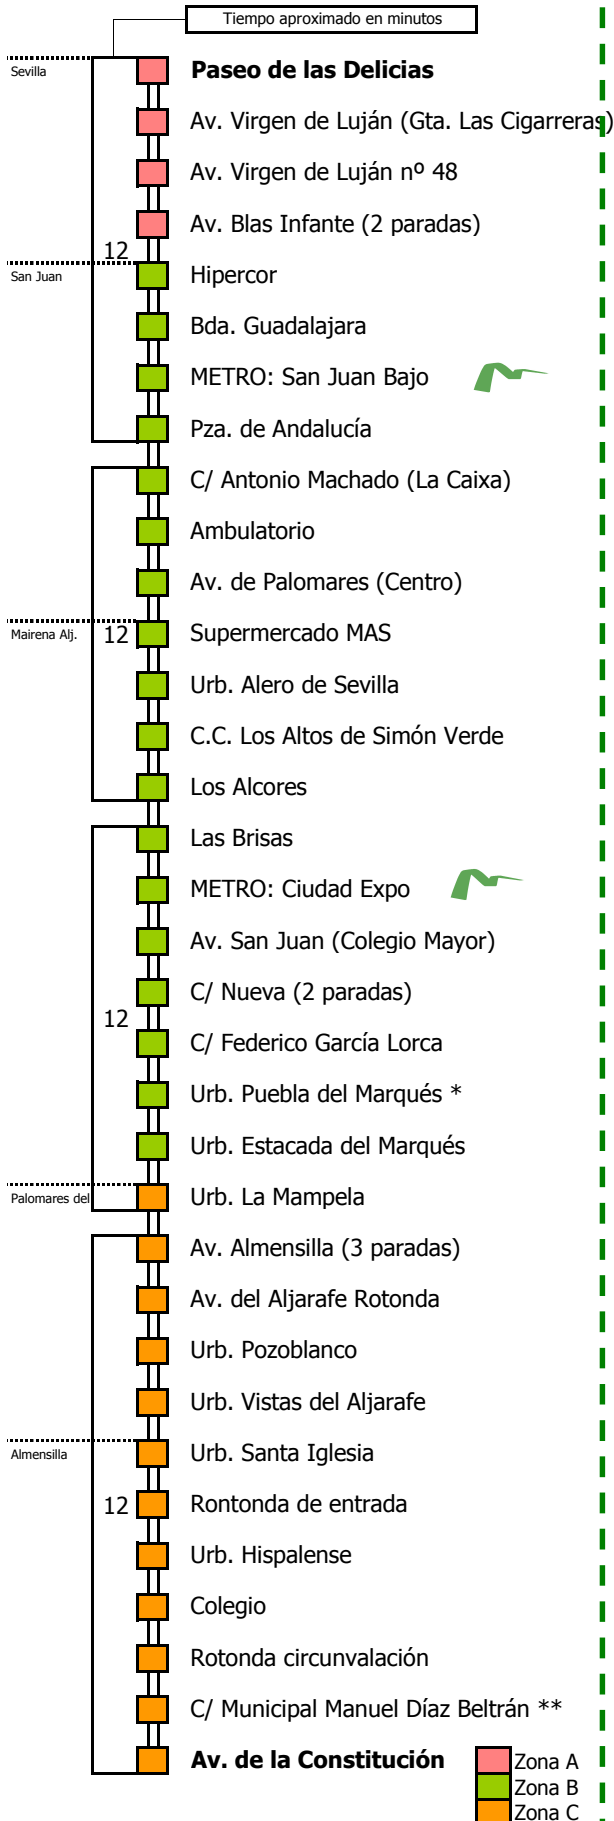 Tiempo aproximado en minutos
Sevilla
Paseo de las Delicias
Av. Virgen de Luján (Gta. Las Cigarreras)
Av. Virgen de Luján nº 48
Av. Blas Infante (2 paradas)
12
San Juan
Hipercor
Bda. Guadalajara
METRO: San Juan Bajo
Pza. de Andalucía
C/ Antonio Machado (La Caixa)
Ambulatorio
Av. de Palomares (Centro)
Mairena Alj.
12
Supermercado MAS
Urb. Alero de Sevilla
C.C. Los Altos de Simón Verde
Los Alcores
Las Brisas
METRO: Ciudad Expo
Av. San Juan (Colegio Mayor)
C/ Nueva (2 paradas)
12
C/ Federico García Lorca
Urb. Puebla del Marqués *
Urb. Estacada del Marqués
Palomares del
Urb. La Mampela
Av. Almensilla (3 paradas)
Av. del Aljarafe Rotonda
Urb. Pozoblanco
Urb. Vistas del Aljarafe
Almensilla
Urb. Santa Iglesia
12
Rontonda de entrada
Urb. Hispalense
Colegio
Rotonda circunvalación
C/ Municipal Manuel Díaz Beltrán **
Av. de la Constitución
Zona A
Zona B
Zona C